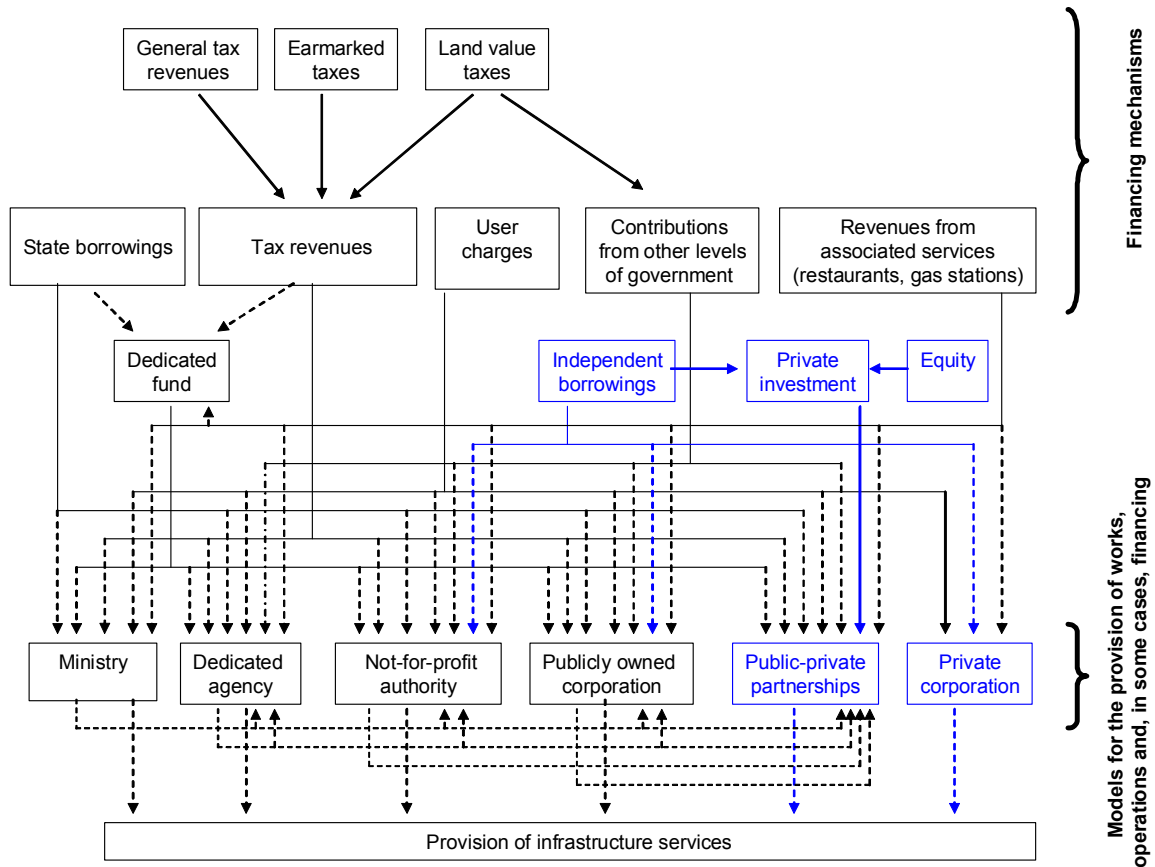 General tax
revenues
Earmarked
taxes
Land value
taxes
Financing mechanisms
State borrowings
Tax revenues
User
charges
Contributions
from other levels
of government
Revenues from
associated services
(restaurants, gas stations)
Dedicated
fund
Independent
borrowings
Private
investment
Equity
Ministry
Dedicated
agency
Not-for-profit
authority
Publicly owned
corporation
Public-private
partnerships
Private
corporation
Models for the provision of works,
operations and, in some cases, financing
Provision of infrastructure services